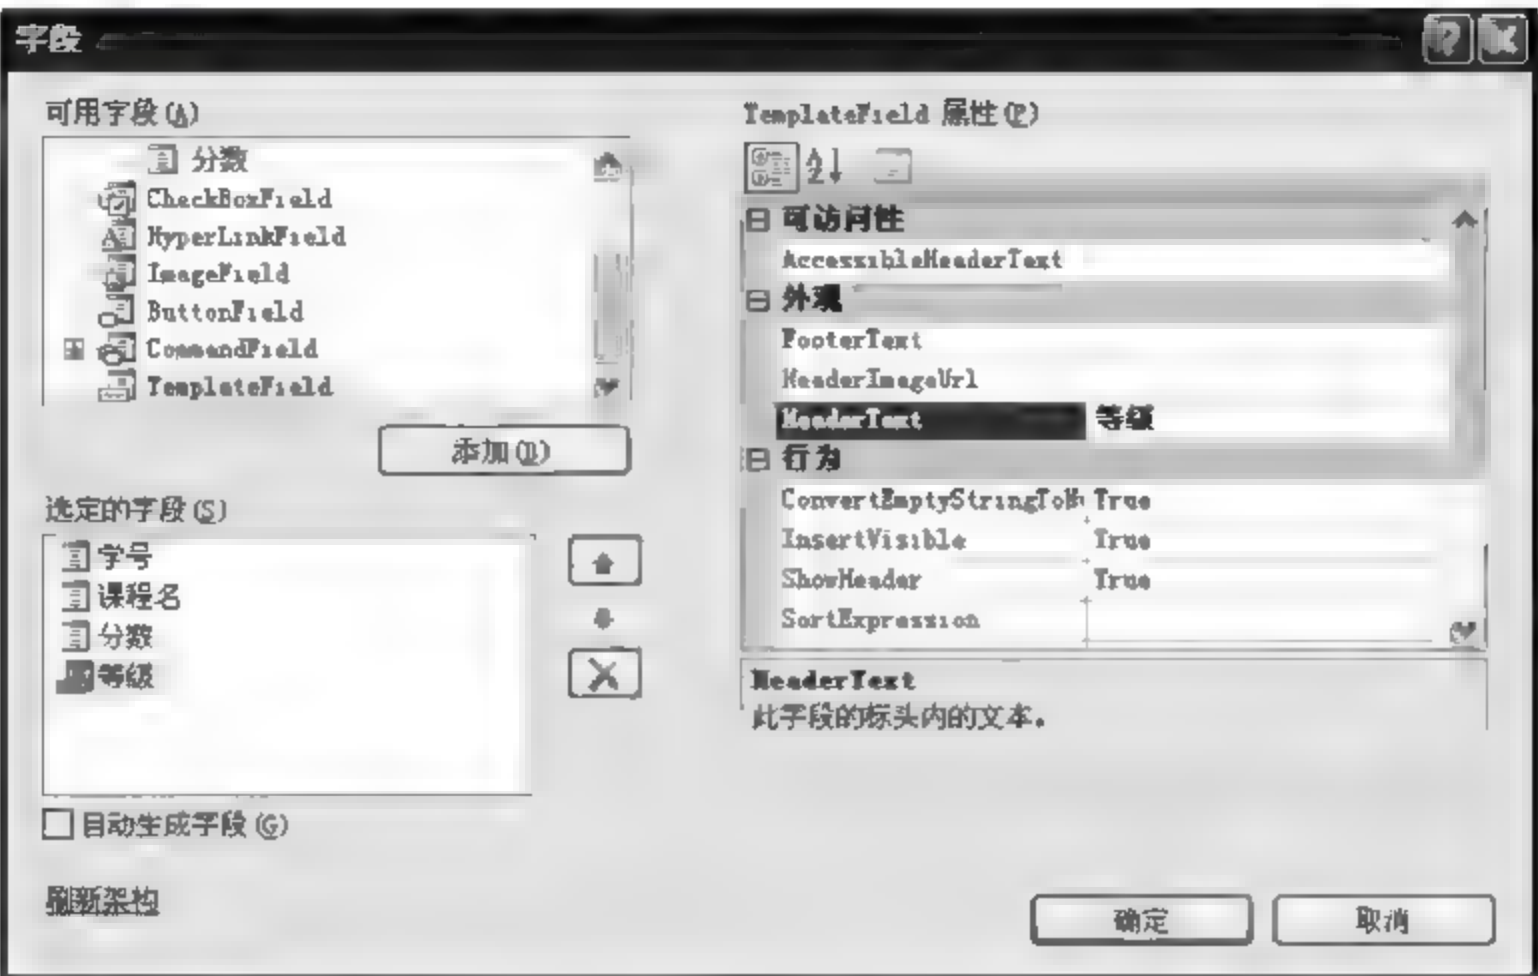 字段
可用字段(A)
分数
CheckBoxField
HyperLinkField
ImageField
ButtonField
CommandField
TemplateField
添加(D)
选定的字段(S)
学号
课程名
分数
等级
自动生成字段(G)
刷新架构
TemplateField 属性(P)
可访问性
AccessibleHeaderText
外观
FooterText
HeaderImageUrl
HeaderText 等级
行为
ConvertEmptyStringToN True
InsertVisible True
ShowHeader True
SortExpression
HeaderText
此字段的标头内的文本。
确定
取消